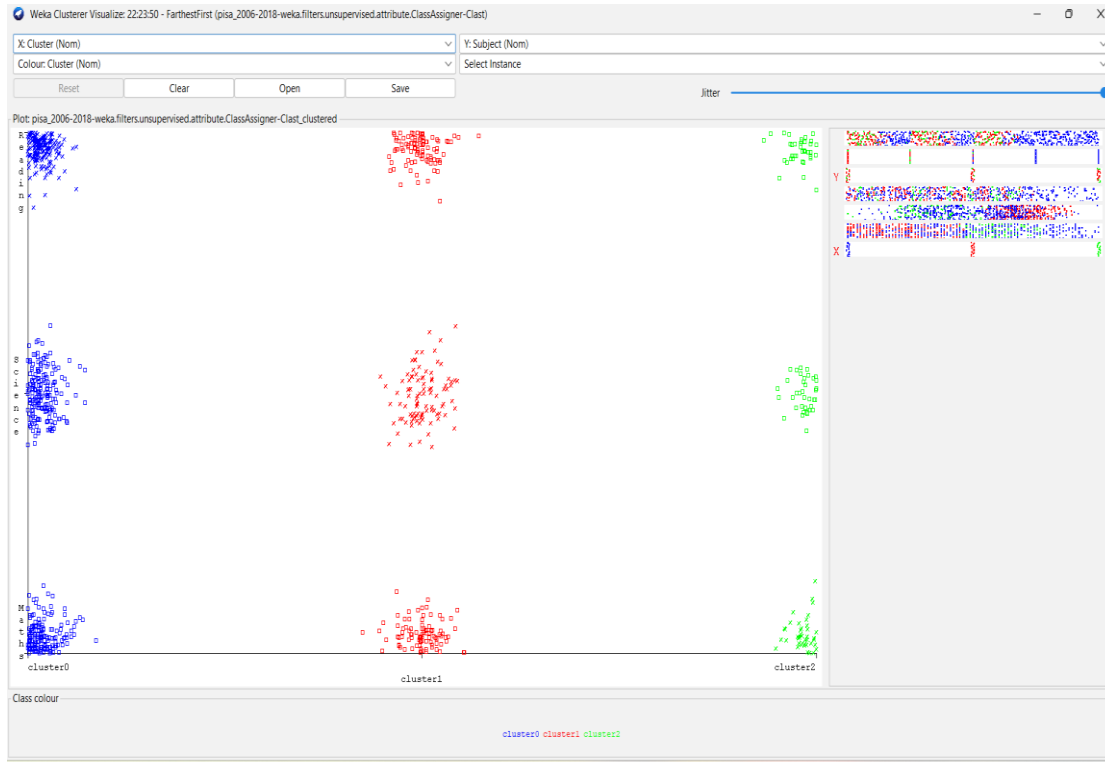 Weka Clusterer Visualize: 22:23:50 - FarthestFirst (pisa_2006-2018-weka.filters.unsupervised.attribute.ClassAssigner-Clast)
X: Cluster (Nom) Y: Subject (Nom)
Colour: Cluster (Nom) Select Instance
Reset Clear Open Save Jitter
Plot: pisa_2006-2018-weka.filters.unsupervised.attribute.ClassAssigner-Clast_clustered
Reading
Y
X
Science
Maths
cluster0 cluster1 cluster2
Class colour
cluster0 cluster1 cluster2